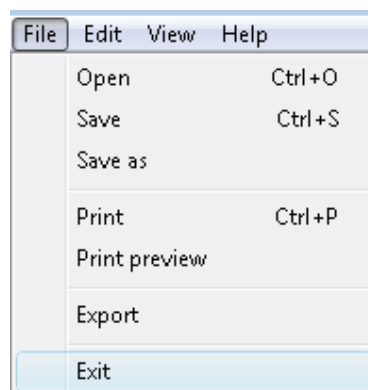 File Edit View Help
Open Ctrl+O
Save Ctrl+S
Save as
Print Ctrl+P
Print preview
Export
Exit